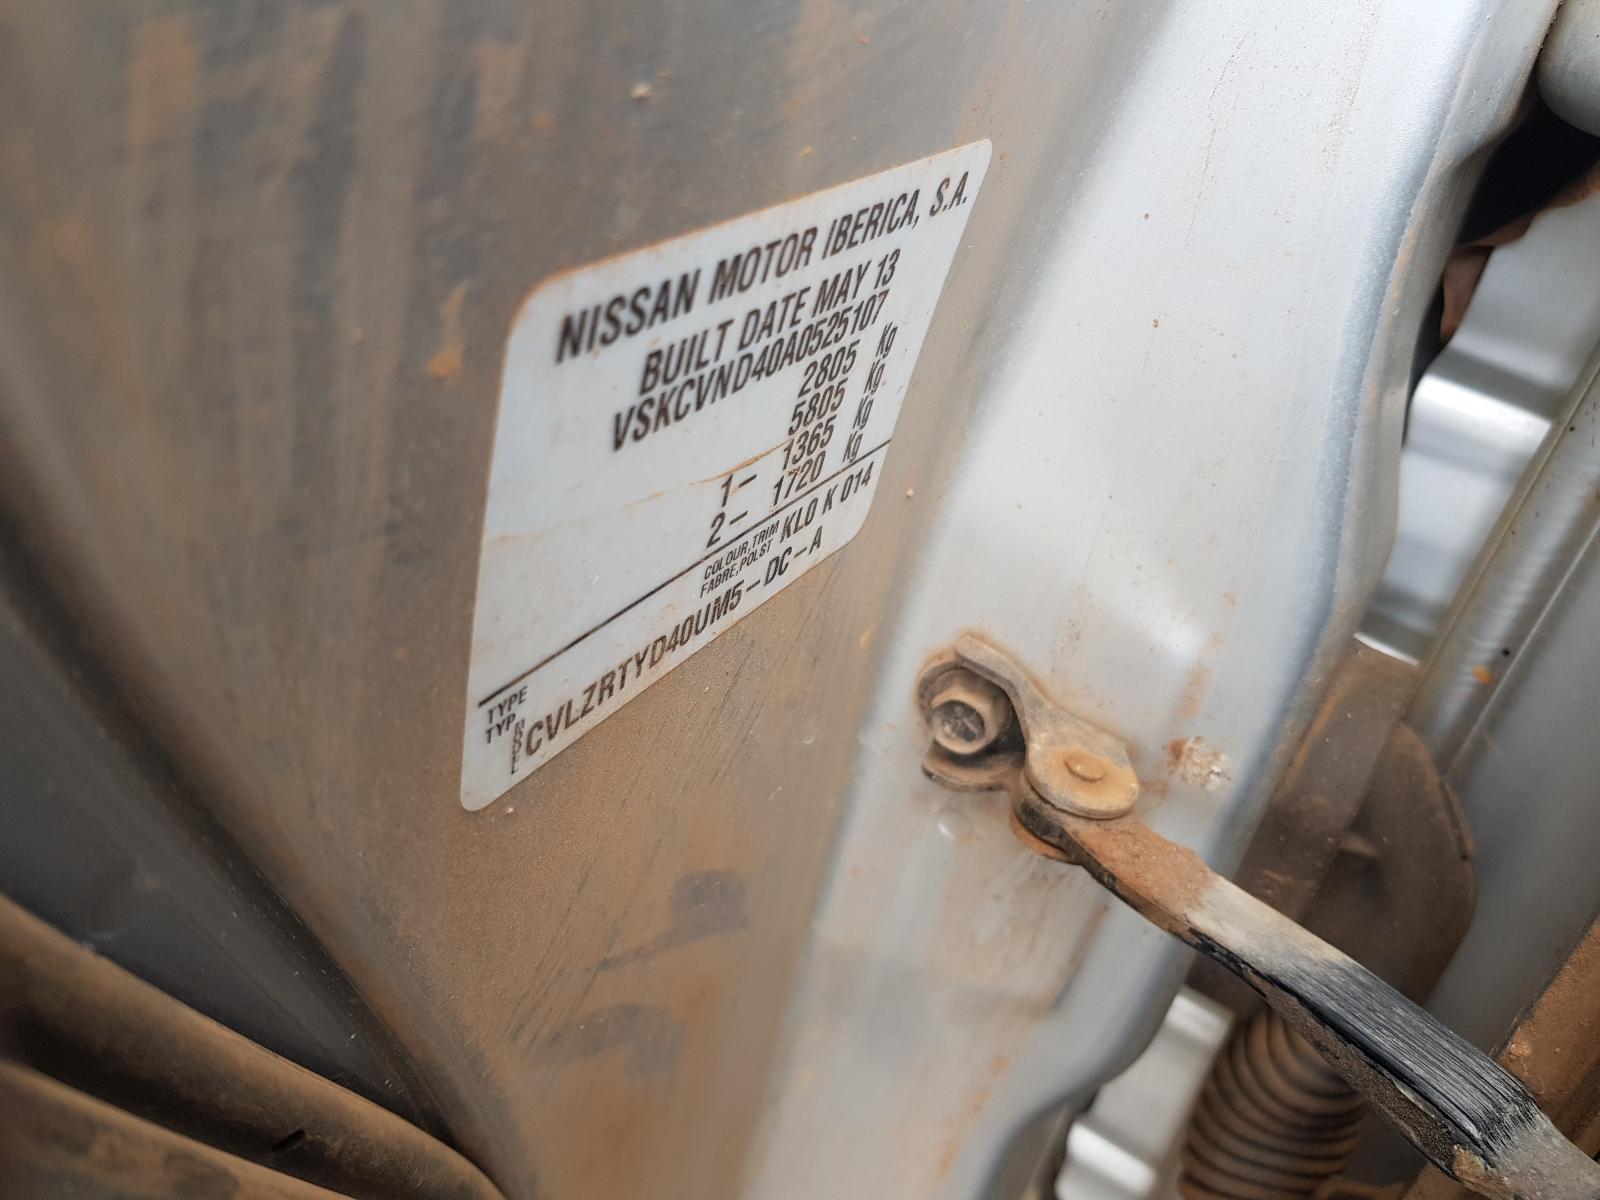 NISSAN MOTOR IBERICA, S.A.
BUILT DATE MAY 13
VSKCVND40A0525107
2805 Kg
5805 Kg
1– 1365 Kg
2– 1720 Kg
COLOUR,TRIM
FABRE,POLST
KL0 K 014
TYPE
TYP
CVLZRTYD40UM5–DC–A